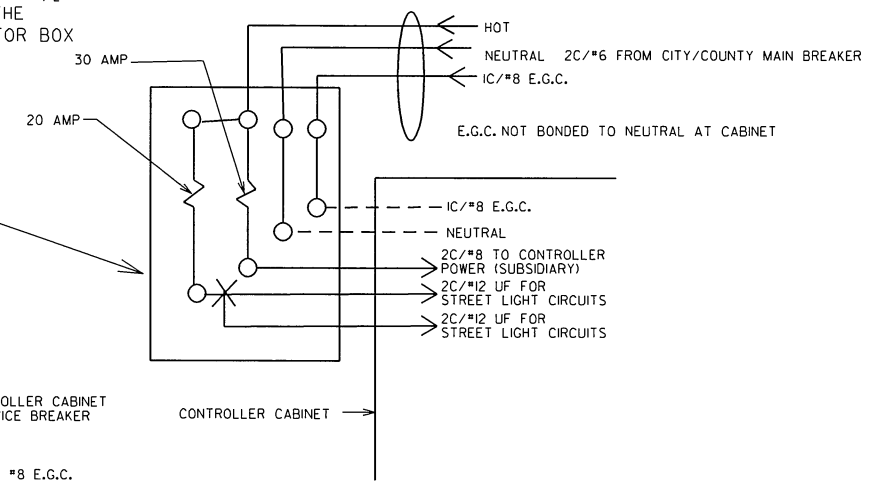 THE
TOR BOX
HOT
NEUTRAL 2C/#6 FROM CITY/COUNTY MAIN BREAKER
1C/#8 E.G.C.
30 AMP
20 AMP
E.G.C. NOT BONDED TO NEUTRAL AT CABINET
1C/#8 E.G.C.
NEUTRAL
2C/#8 TO CONTROLLER
POWER (SUBSIDIARY)
2C/#12 UF FOR
STREET LIGHT CIRCUITS
2C/#12 UF FOR
STREET LIGHT CIRCUITS
OLLER CABINET
ICE BREAKER
CONTROLLER CABINET
#8 E.G.C.